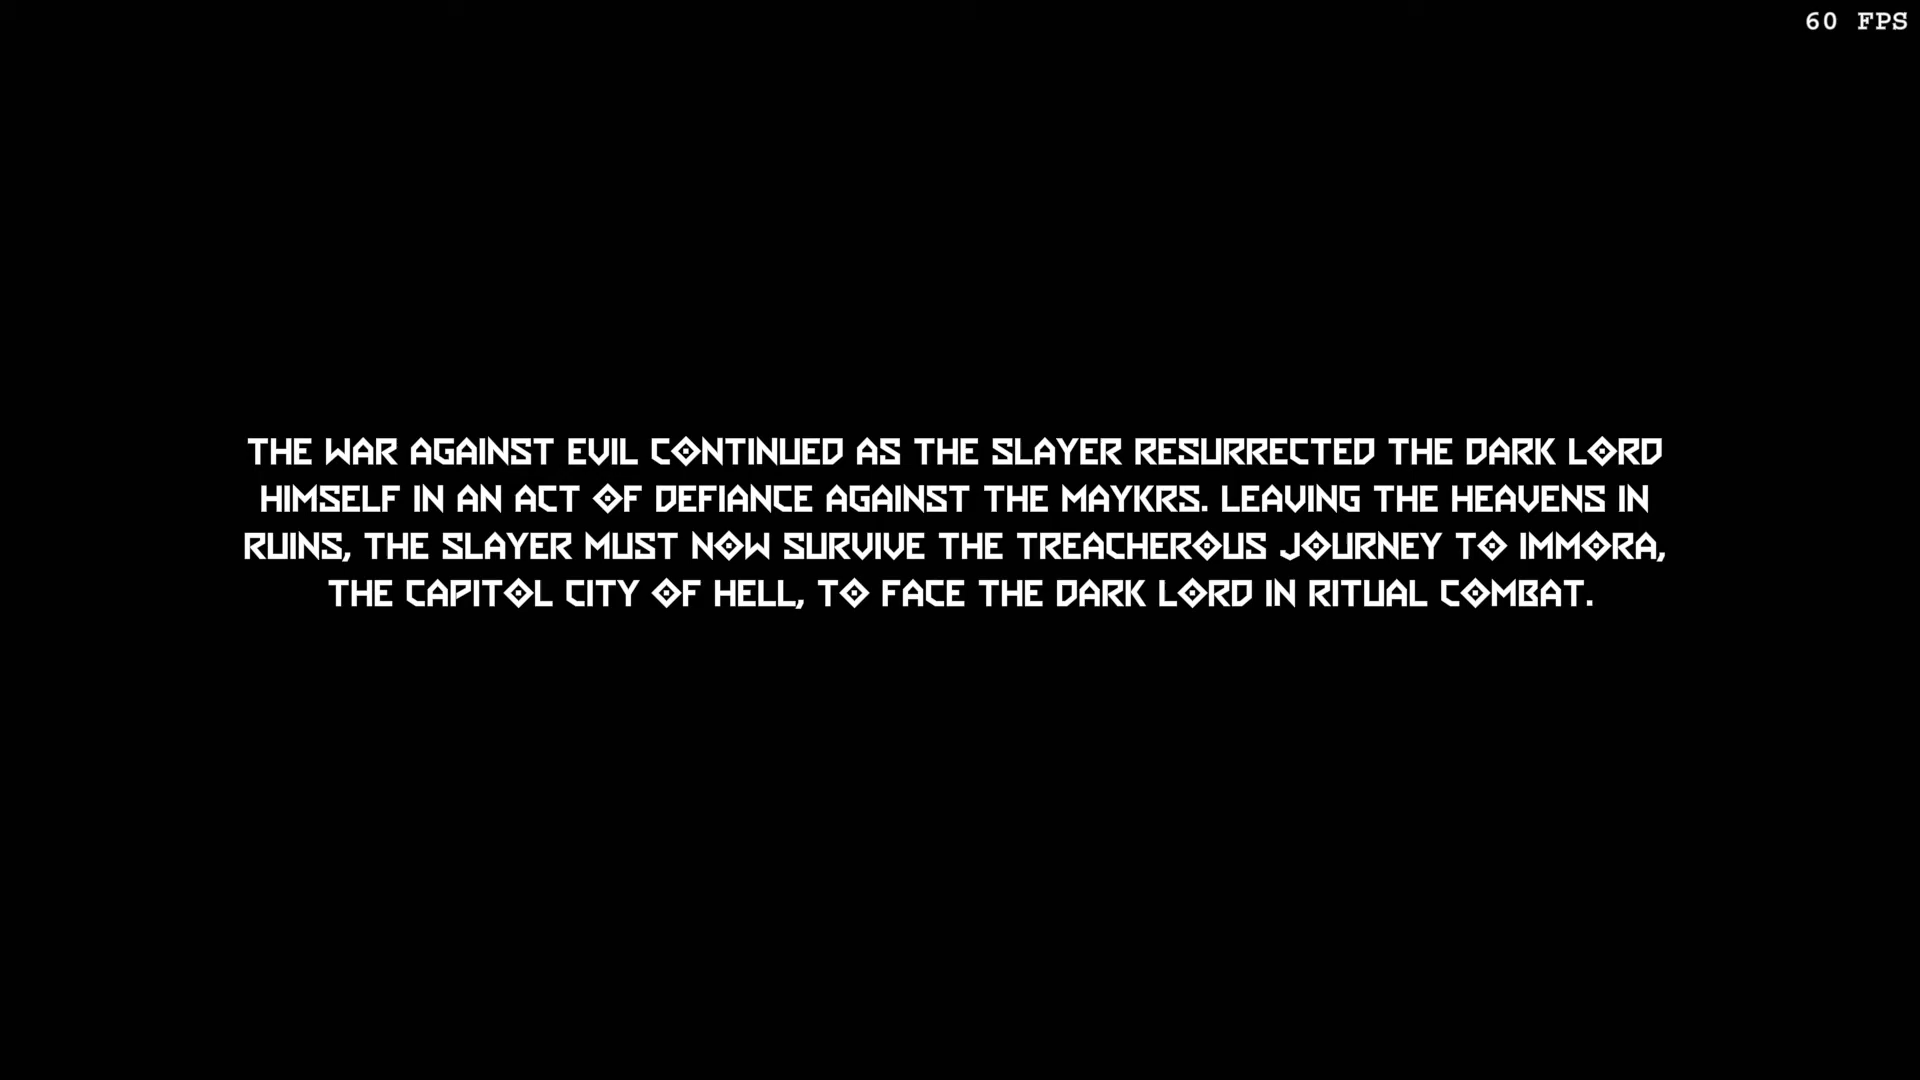 60 FPS
THE WAR AGAINST EVIL CONTINUED AS THE SLAYER RESURRECTED THE DARK LORD
HIMSELF IN AN ACT OF DEFIANCE AGAINST THE MAYKRS. LEAVING THE HEAVENS IN
RUINS, THE SLAYER MUST NOW SURVIVE THE TREACHEROUS JOURNEY TO IMMORA,
THE CAPITOL CITY OF HELL, TO FACE THE DARK LORD IN RITUAL COMBAT.